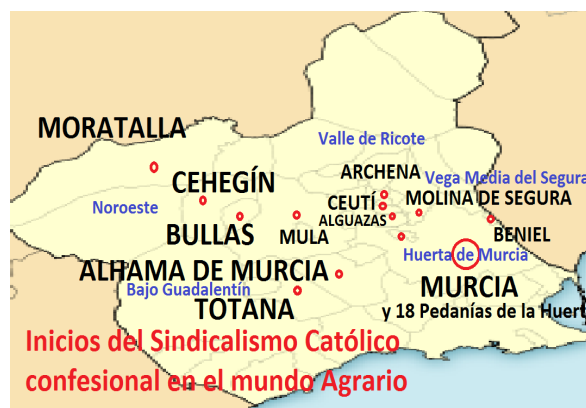 MORATALLA
Valle de Ricote
CEHEGÍN
ARCHENA
Vega Media del Segura
CEUTÍ
MOLINA DE SEGURA
Noroeste
ALGUAZAS
BULLAS
MULA
BENIEL
Huerta de Murcia
ALHAMA DE MURCIA
Bajo Guadalentín
MURCIA
TOTANA
y 18 Pedanías de la Huert
Inicios del Sindicalismo Católico
confesional en el mundo Agrario